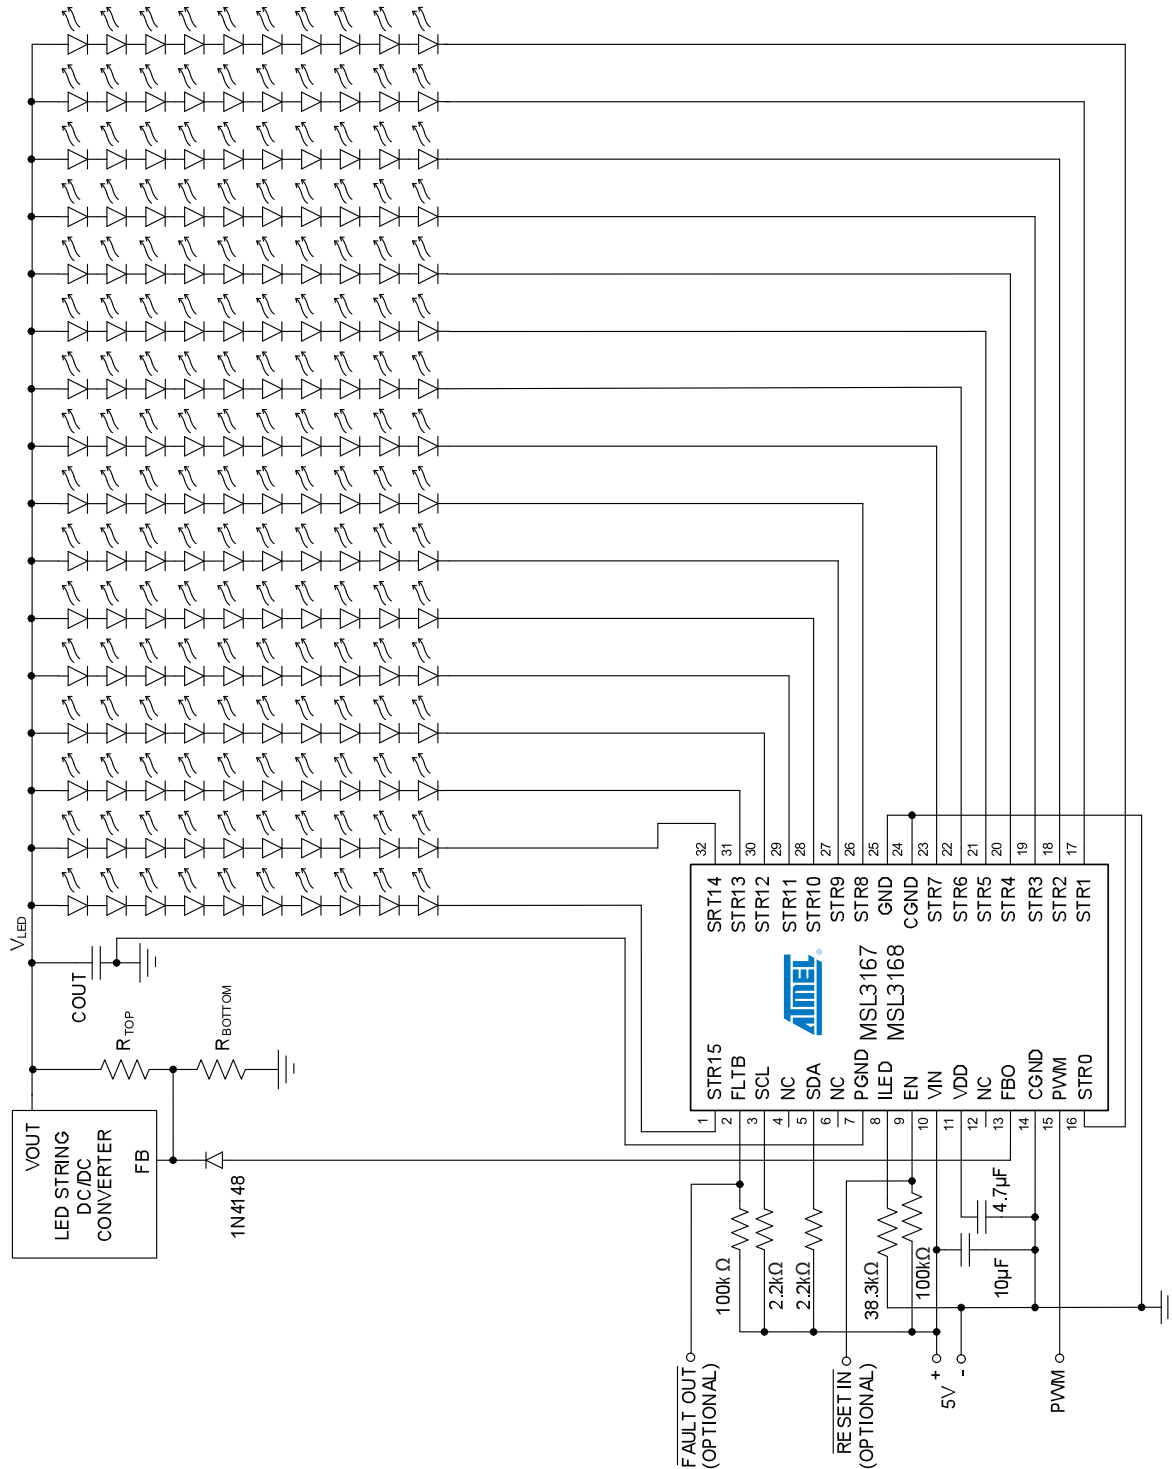 VLED
COUT
RTOP
RBOTTOM
VOUT
LED STRING
DC/DC
CONVERTER
FB
1N4148
32
31
30
29
28
27
26
25
24
23
22
21
20
19
18
17
SRT14
STR13
STR12
STR11
STR10
STR9
STR8
GND
CGND
STR7
STR6
STR5
STR4
STR3
STR2
STR1
ATMEL ®
MSL3167
MSL3168
STR15
FLTB
SCL
NC
SDA
NC
PGND
ILED
EN
VIN
VDD
NC
FBO
CGND
PWM
STR0
1
2
3
4
5
6
7
8
9
10
11
12
13
14
15
16
100kΩ
2.2kΩ
2.2kΩ
38.3kΩ
100kΩ
10µF
4.7µF
FAULT OUT
(OPTIONAL)
RESET IN
(OPTIONAL)
+
5V
-
PWM